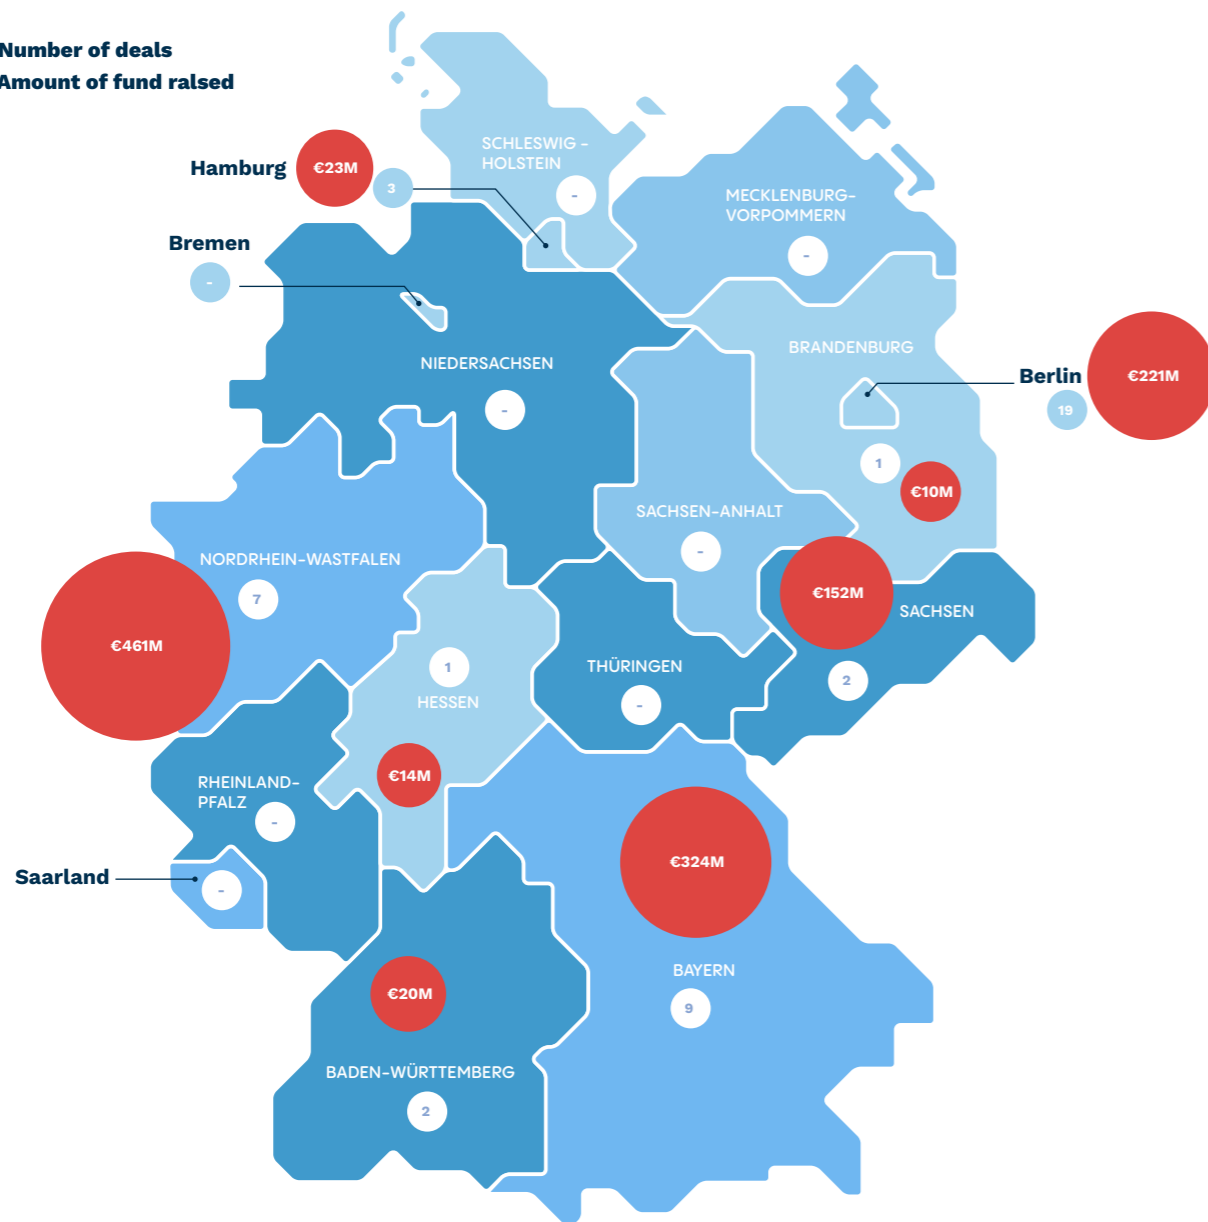 Number of deals
Amount of fund ralsed
SCHLESWIG -
HOLSTEIN
-
Hamburg
€23M
3
MECKLENBURG-
VORPOMMERN
-
Bremen
-
NIEDERSACHSEN
-
BRANDENBURG
1
€10M
Berlin
19
€221M
SACHSEN-ANHALT
-
NORDRHEIN-WASTFALEN
7
€461M
€152M
SACHSEN
2
1
HESSEN
€14M
THÜRINGEN
-
RHEINLAND-
PFALZ
-
Saarland
-
€324M
BAYERN
9
€20M
BADEN-WÜRTTEMBERG
2